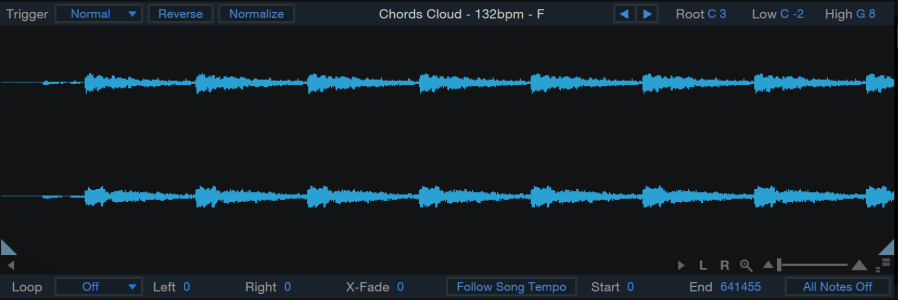 Trigger Normal Reverse Normalize Chords Cloud - 132bpm - F Root C 3 Low C -2 High G 8
L R
Loop Off Left 0 Right 0 X-Fade 0 Follow Song Tempo Start 0 End 641455 All Notes Off